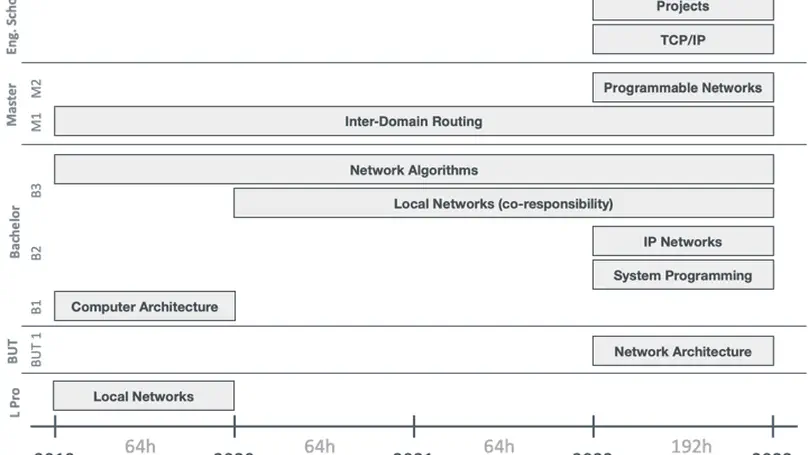 Projects
TCP/IP
Programmable Networks
Inter-Domain Routing
Network Algorithms
Local Networks (co-responsibility)
IP Networks
System Programming
Computer Architecture
Network Architecture
Local Networks
Eng.
Master
M2
M1
Bachelor
B3
B2
B1
BUT
BUT 1
L Pro
64h
64h
64h
192h